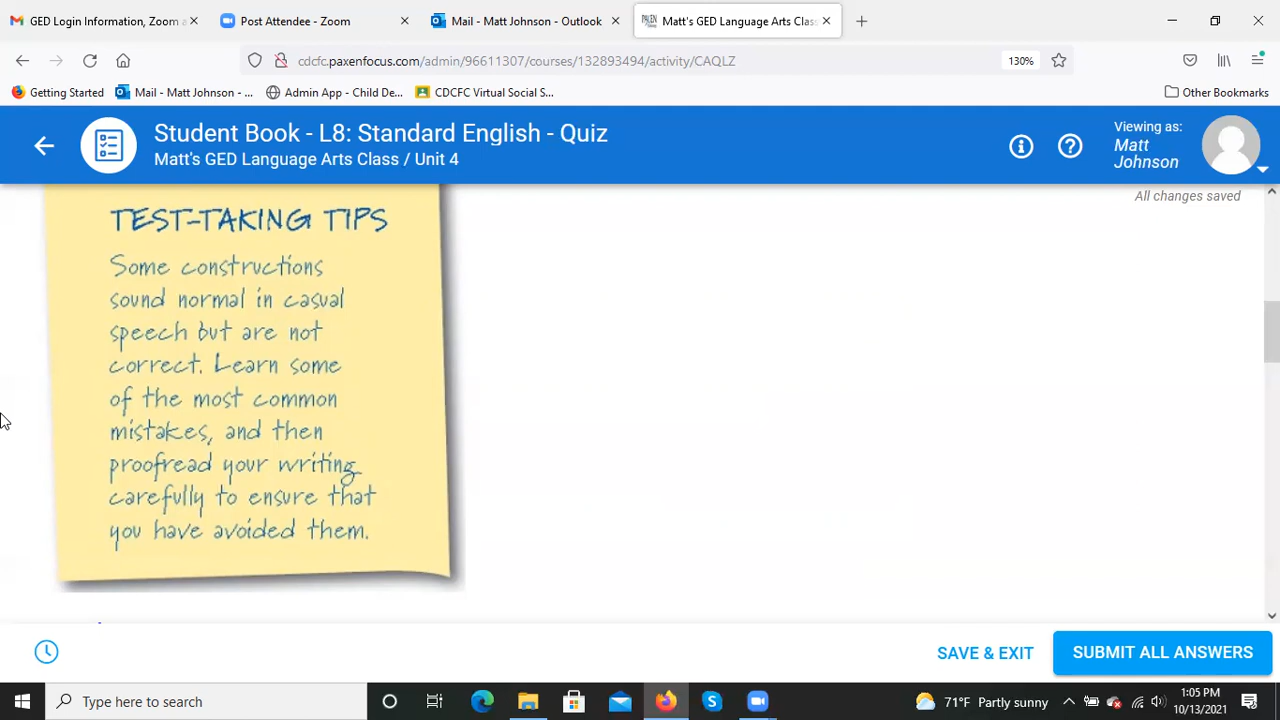 GED Login Information, Zoom a
Post Attendee - Zoom
Mail - Matt Johnson - Outlook
PAXEN
Matt's GED Language Arts Clas
cdcfc.paxenfocus.com/admin/96611307/courses/132893494/activity/CAQLZ
130%
Getting Started
Mail - Matt Johnson - ...
Admin App - Child De...
CDCFC Virtual Social S...
Other Bookmarks
Student Book - L8: Standard English - Quiz
Matt's GED Language Arts Class / Unit 4
Viewing as:
Matt
Johnson
All changes saved
TEST-TAKING TIPS
Some constructions
sound normal in casual
speech but are not
correct. Learn some
of the most common
mistakes, and then
proofread your writing
carefully to ensure that
you have avoided them.
SAVE & EXIT
SUBMIT ALL ANSWERS
Type here to search
71°F Partly sunny
1:05 PM
10/13/2021